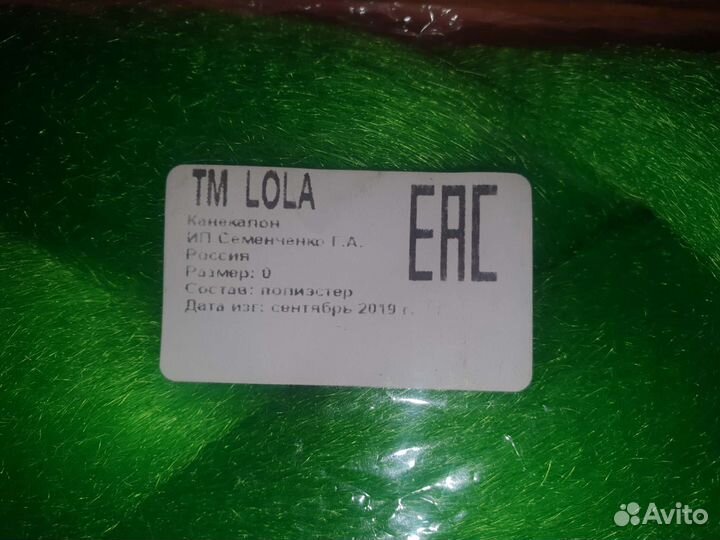 TM LOLA
EAC
Канекалон
ИП Семенченко Г.А.
Россия
Размер: 0
Состав: полиэстер
Дата изг: сентябрь 2019 г.
Avito